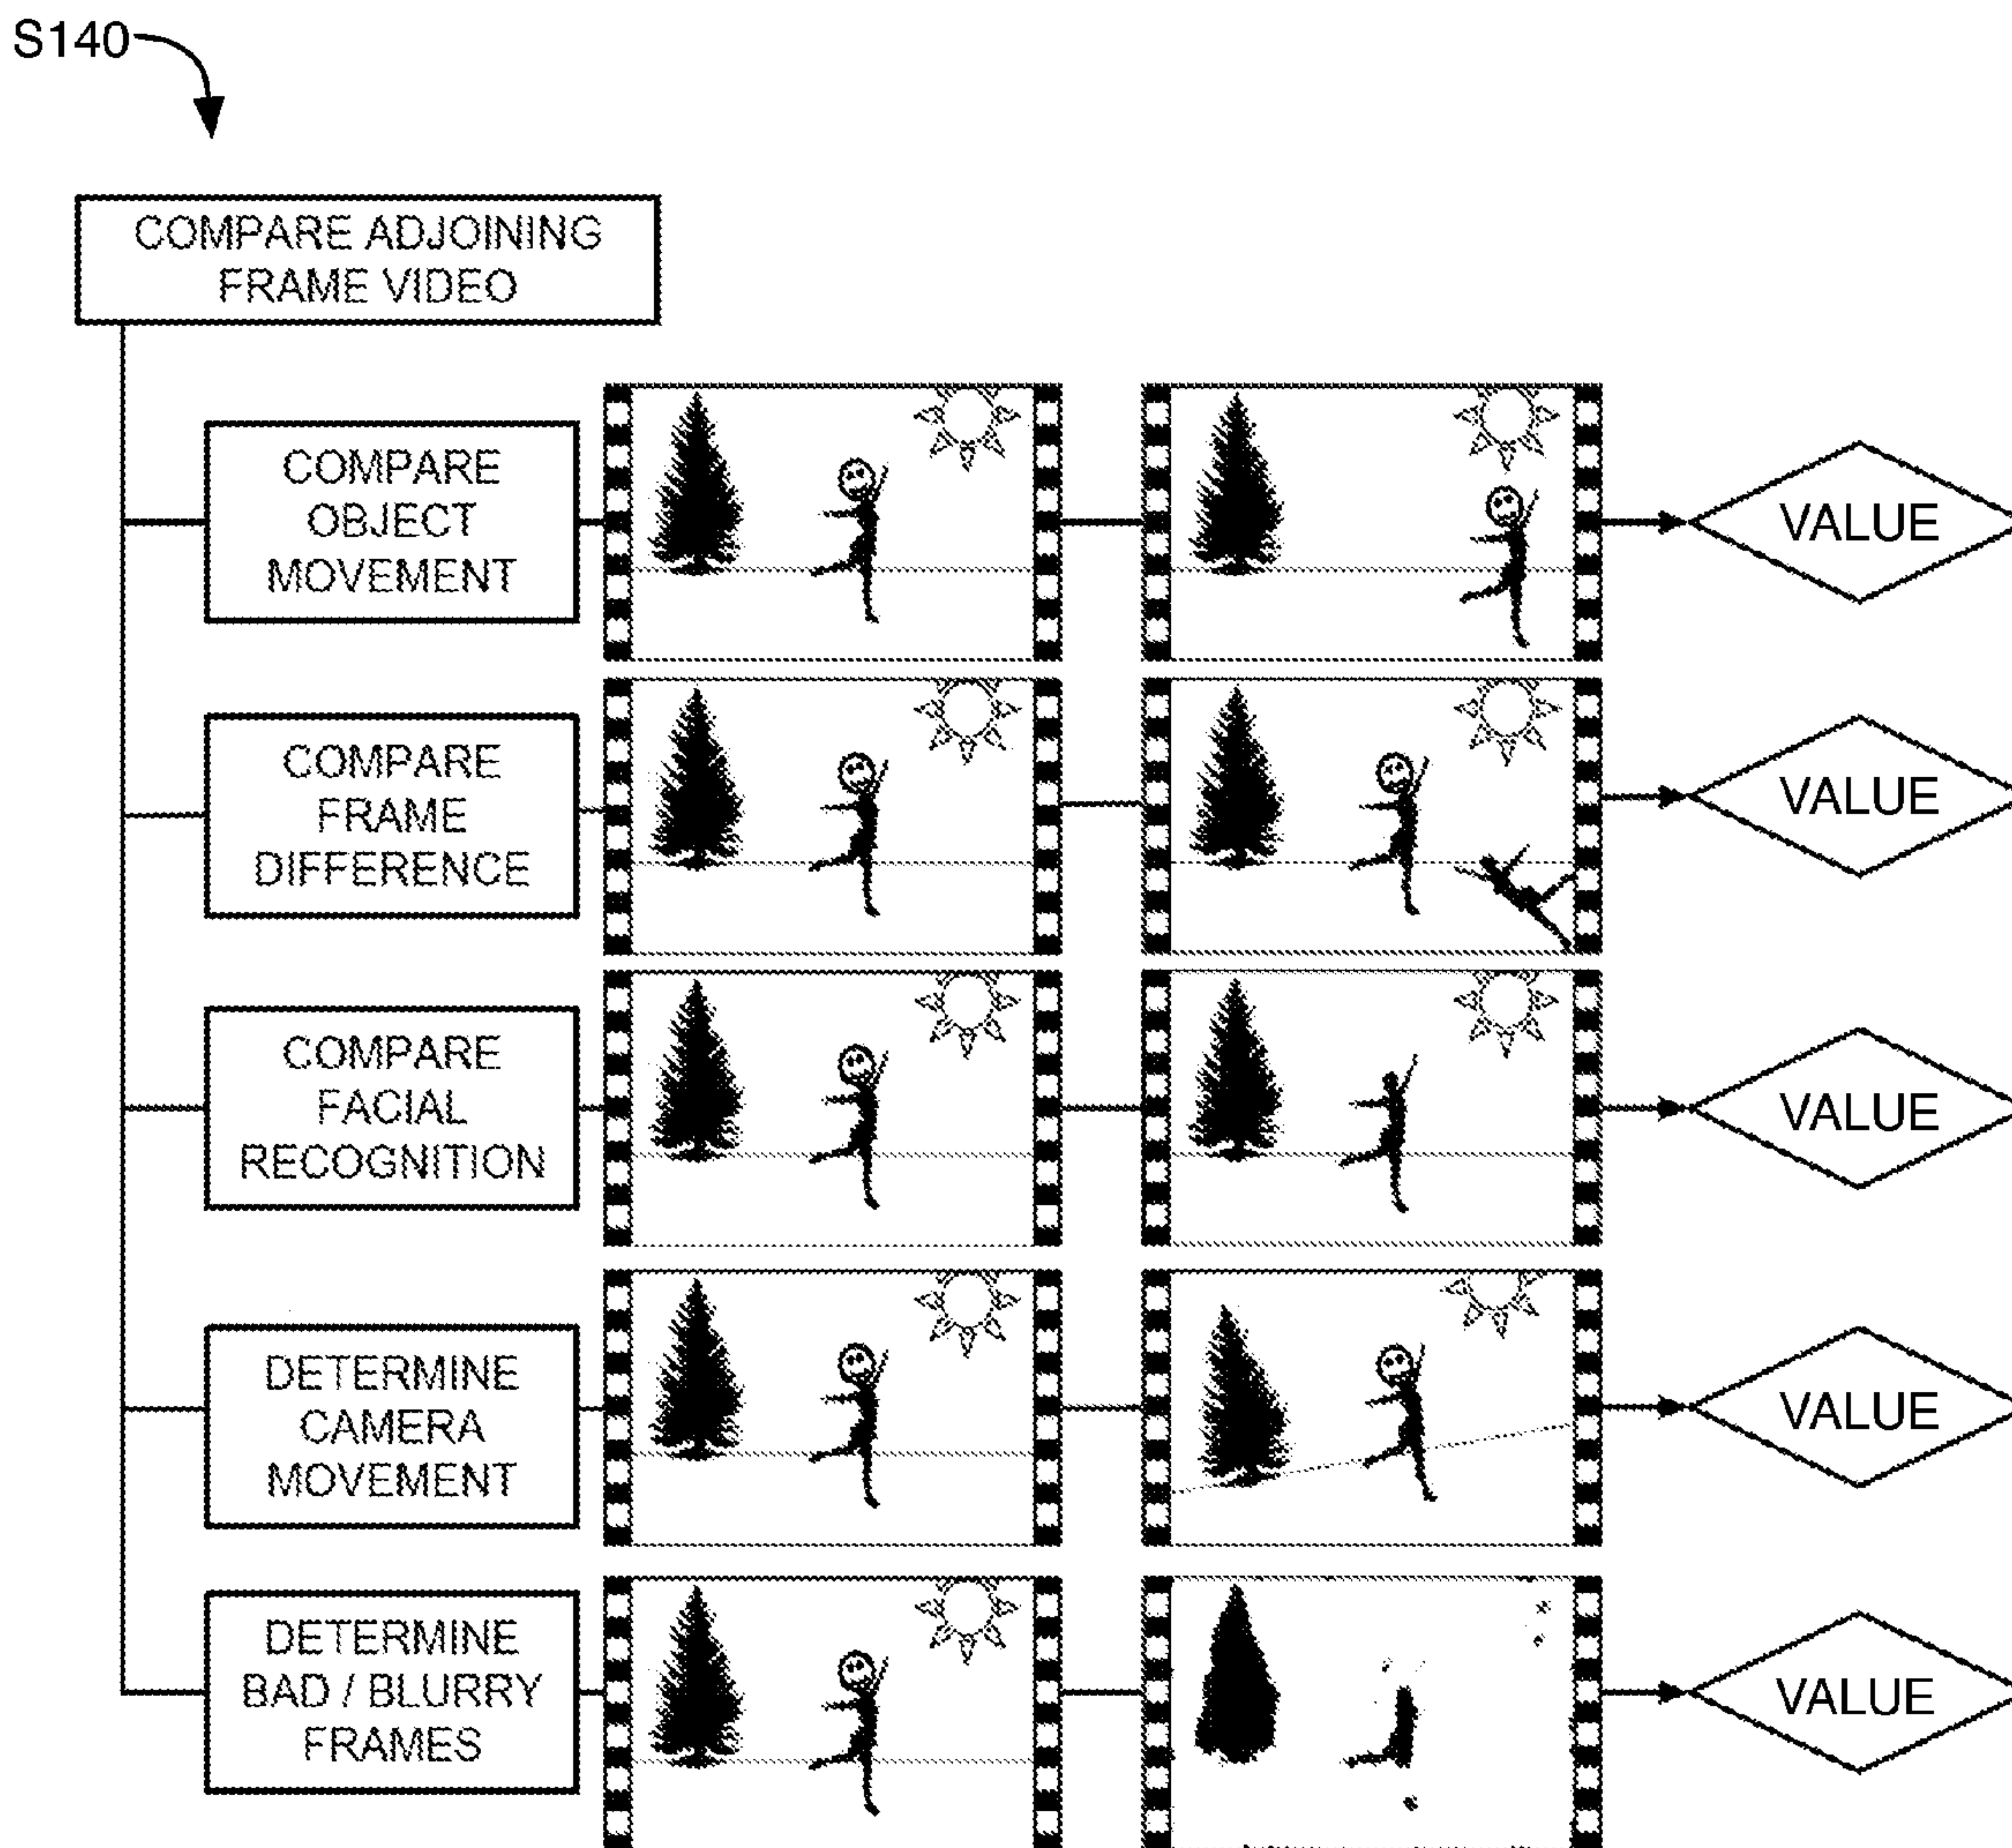 S140
COMPARE ADJOINING
FRAME VIDEO
COMPARE
OBJECT
MOVEMENT
VALUE
COMPARE
FRAME
DIFFERENCE
VALUE
COMPARE
FACIAL
RECOGNITION
VALUE
DETERMINE
CAMERA
MOVEMENT
VALUE
DETERMINE
BAD / BLURRY
FRAMES
VALUE